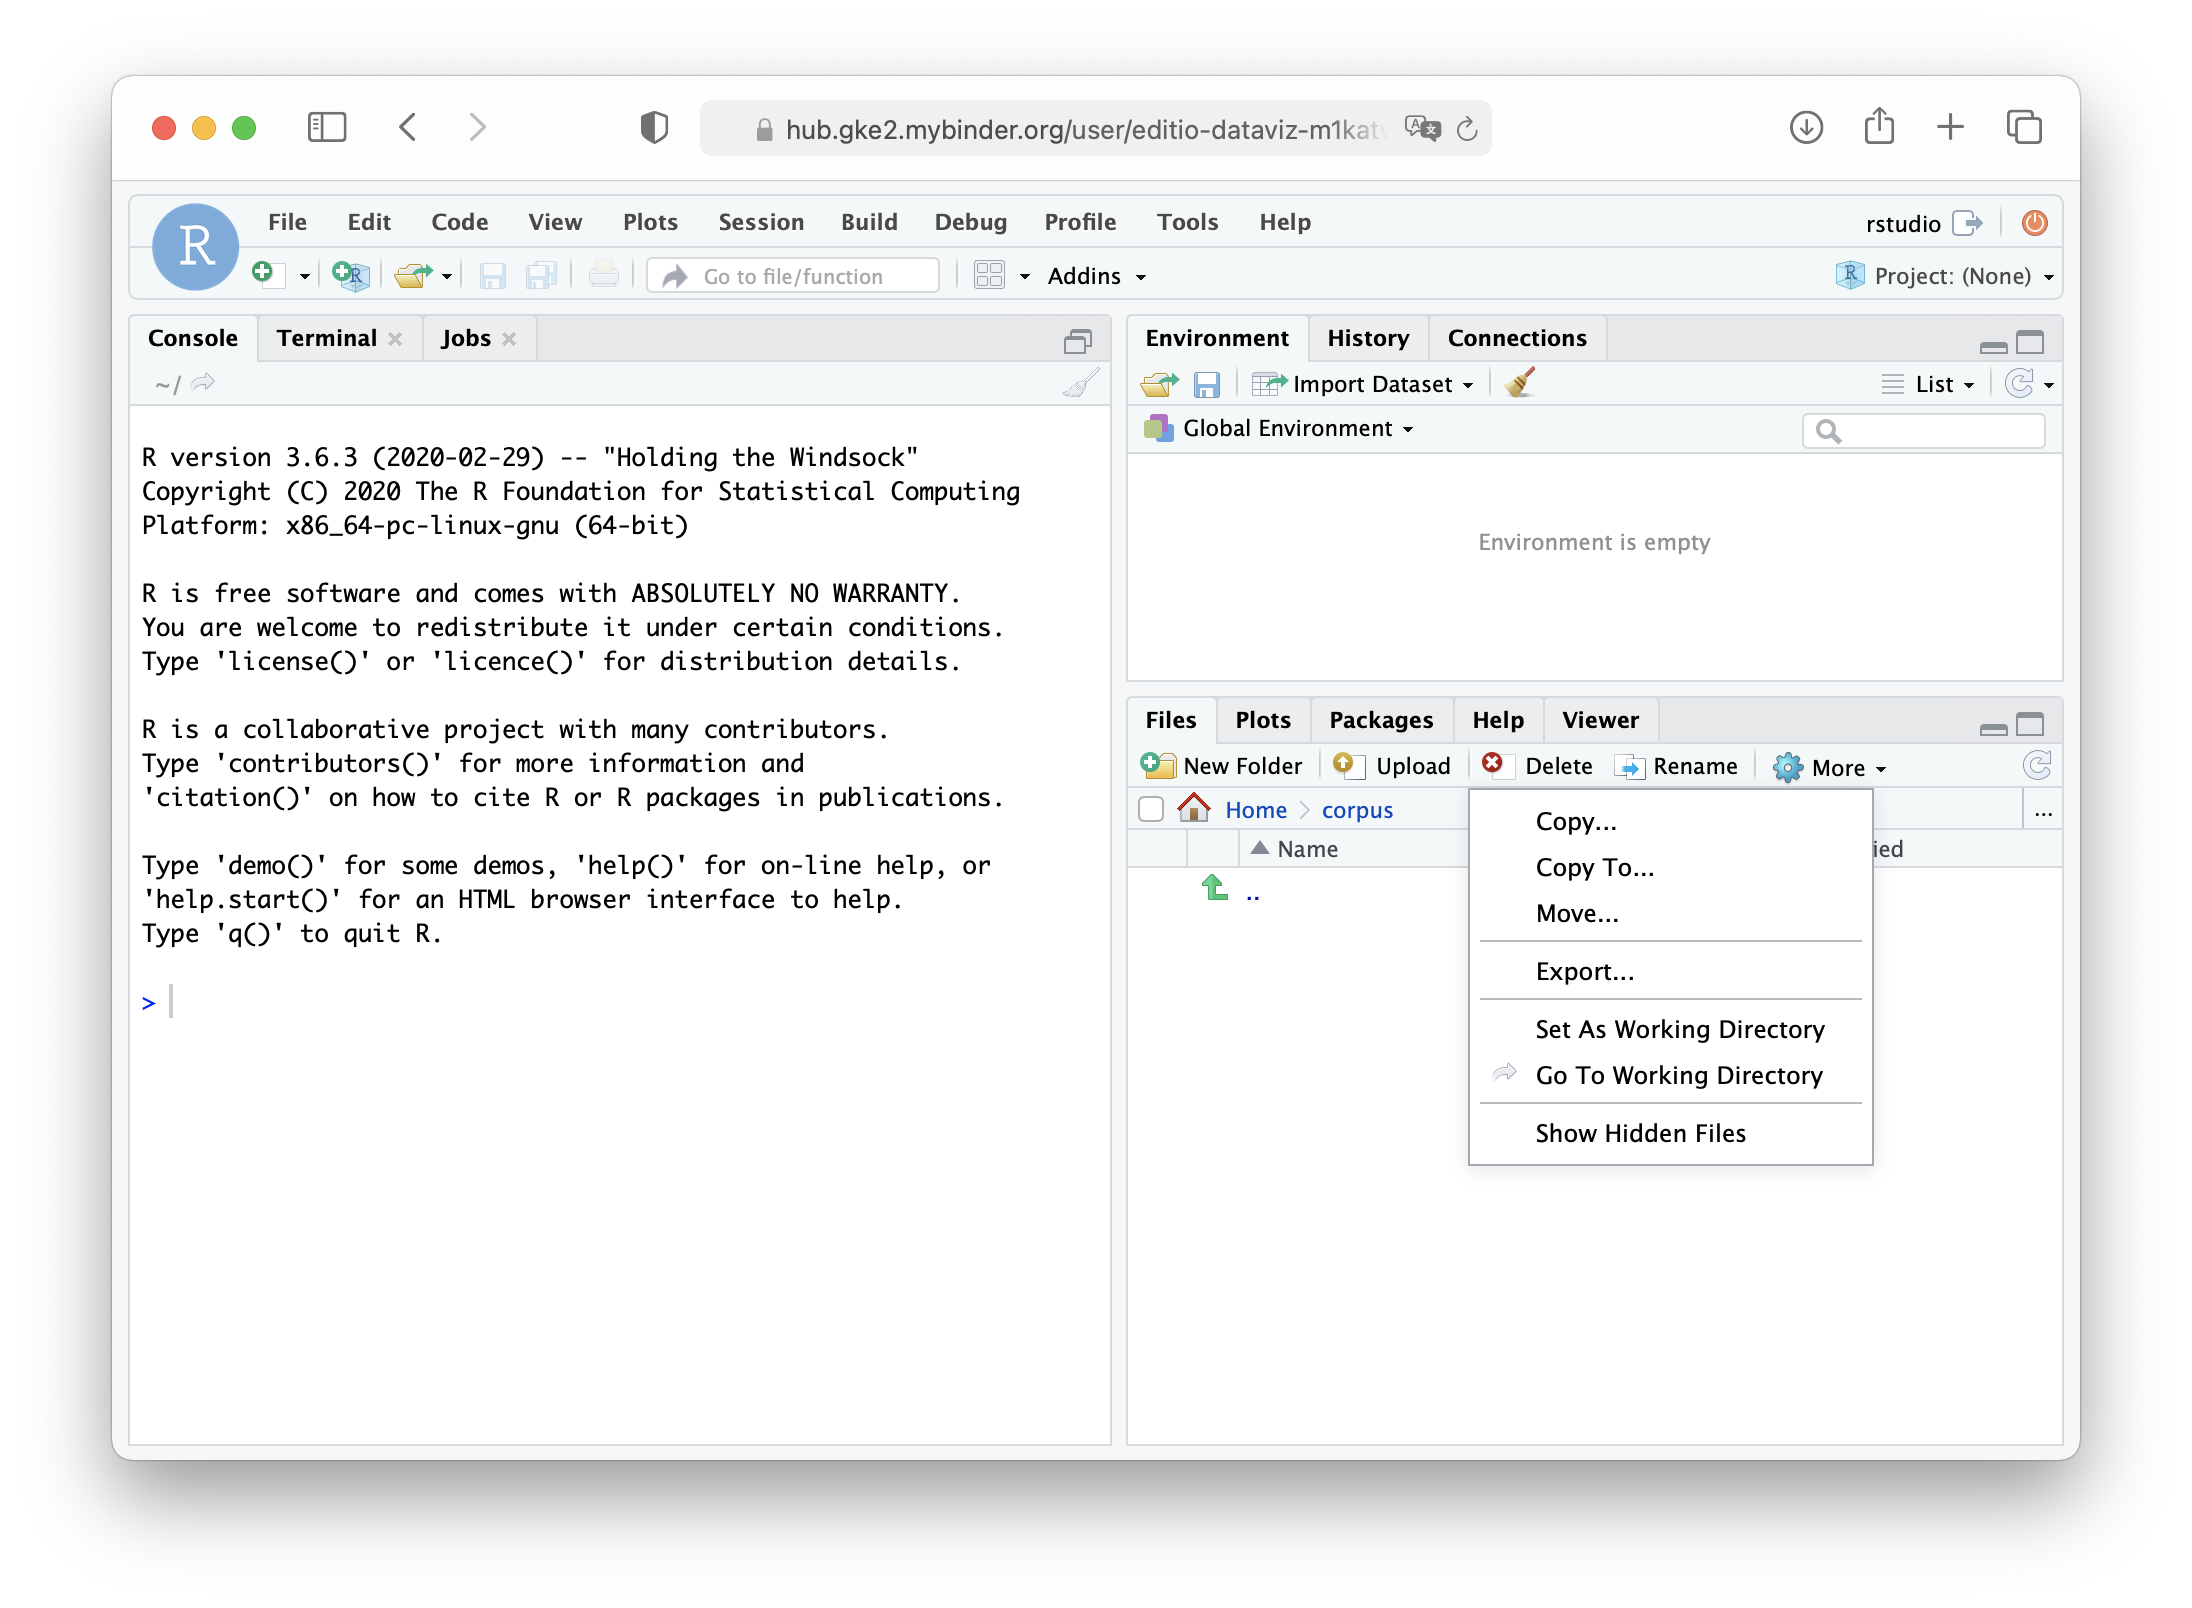 hub.gke2.mybinder.org/user/editio-dataviz-m1kat
R
File Edit Code View Plots Session Build Debug Profile Tools Help
rstudio
Go to file/function
Addins
Project: (None)
Console Terminal Jobs
~/
R version 3.6.3 (2020-02-29) -- "Holding the Windsock"
Copyright (C) 2020 The R Foundation for Statistical Computing
Platform: x86_64-pc-linux-gnu (64-bit)
R is free software and comes with ABSOLUTELY NO WARRANTY.
You are welcome to redistribute it under certain conditions.
Type 'license()' or 'licence()' for distribution details.
R is a collaborative project with many contributors.
Type 'contributors()' for more information and
'citation()' on how to cite R or R packages in publications.
Type 'demo()' for some demos, 'help()' for on-line help, or
'help.start()' for an HTML browser interface to help.
Type 'q()' to quit R.
>
Environment History Connections
Import Dataset
List
Global Environment
Environment is empty
Files Plots Packages Help Viewer
New Folder Upload Delete Rename More
Home corpus
...
Name
ied
..
Copy...
Copy To...
Move...
Export...
Set As Working Directory
Go To Working Directory
Show Hidden Files